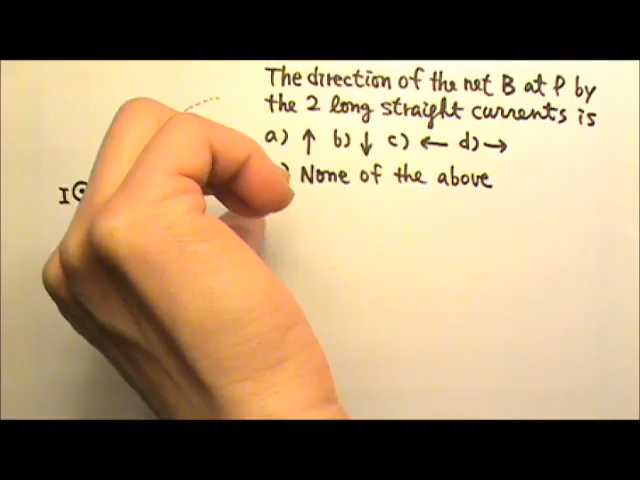 The direction of the net B at P by
the 2 long straight currents is
a) ↑ b) ↓ c) ← d) →
) None of the above
I